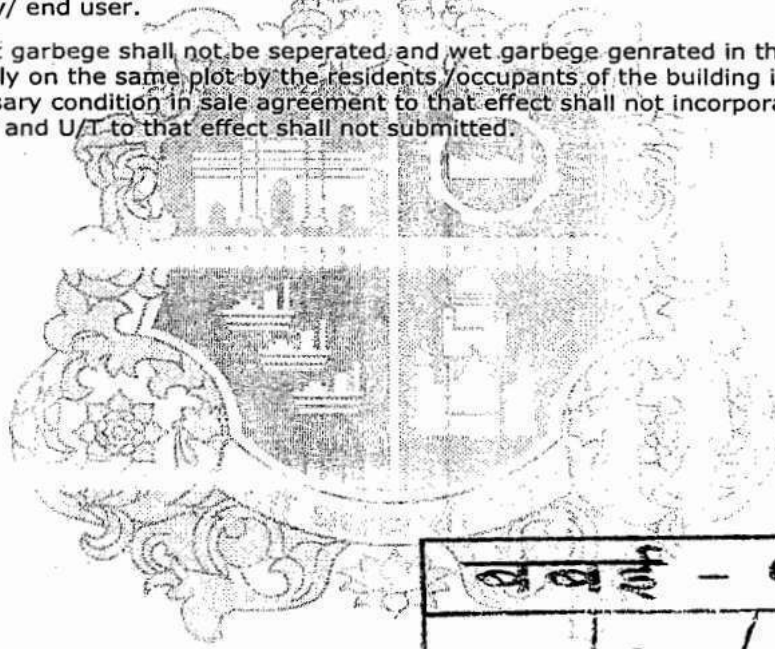 y/ end user.
t garbege shall not be seperated and wet garbege genrated in th
ly on the same plot by the residents /occupants of the building i
sary condition in sale agreement to that effect shall not incorpora
and U/T to that effect shall not submitted.